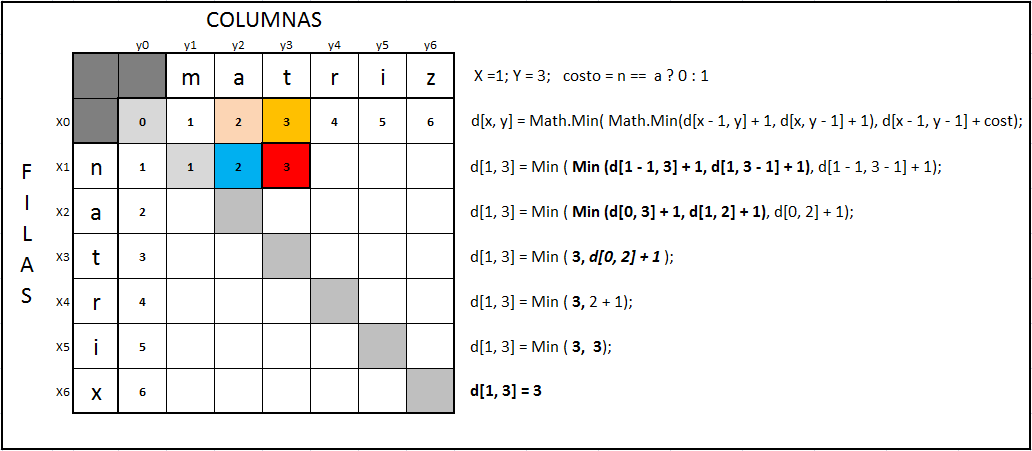 COLUMNAS
y0 y1 y2 y3 y4 y5 y6
m a t r i z
X0 0 1 2 3 4 5 6
X1 n 1 1 2 3
X2 a 2
X3 t 3
X4 r 4
X5 i 5
X6 x 6
FILAS
X =1; Y = 3; costo = n == a ? 0 : 1
d[x, y] = Math.Min( Math.Min(d[x - 1, y] + 1, d[x, y - 1] + 1), d[x - 1, y - 1] + cost);
d[1, 3] = Min ( Min (d[1 - 1, 3] + 1, d[1, 3 - 1] + 1), d[1 - 1, 3 - 1] + 1);
d[1, 3] = Min ( Min (d[0, 3] + 1, d[1, 2] + 1), d[0, 2] + 1);
d[1, 3] = Min ( 3, d[0, 2] + 1 );
d[1, 3] = Min ( 3, 2 + 1);
d[1, 3] = Min ( 3, 3);
d[1, 3] = 3